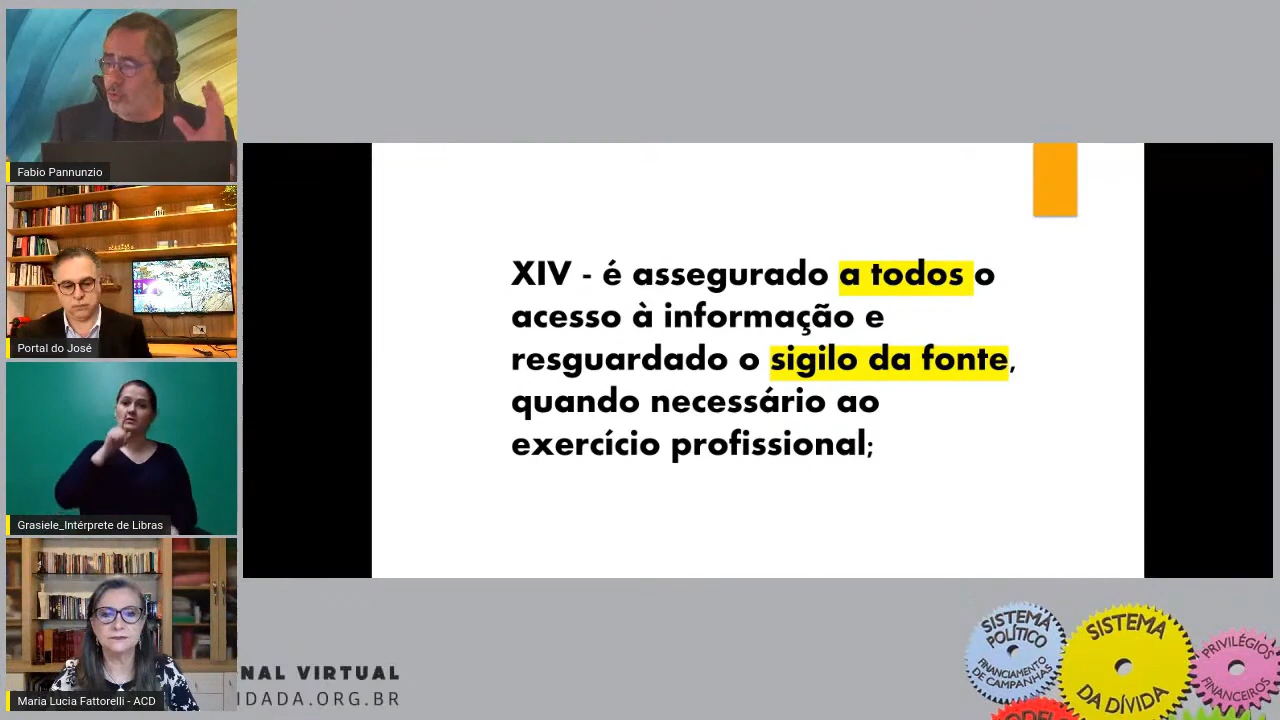 Fabio Pannunzio
Portal do José
Grasiele_Intérprete de Libras
Maria Lucia Fattorelli - ACD
XIV - é assegurado a todos o
acesso à informação e
resguardado o sigilo da fonte,
quando necessário ao
exercício profissional;
NAL VIRTUAL
IDADA.ORG.BR
SISTEMA
POLÍTICO
FINANCIAMENTO
DE CAMPANHAS
SISTEMA
DA DÍVIDA
PRIVILÉGIOS
FINANCEIROS